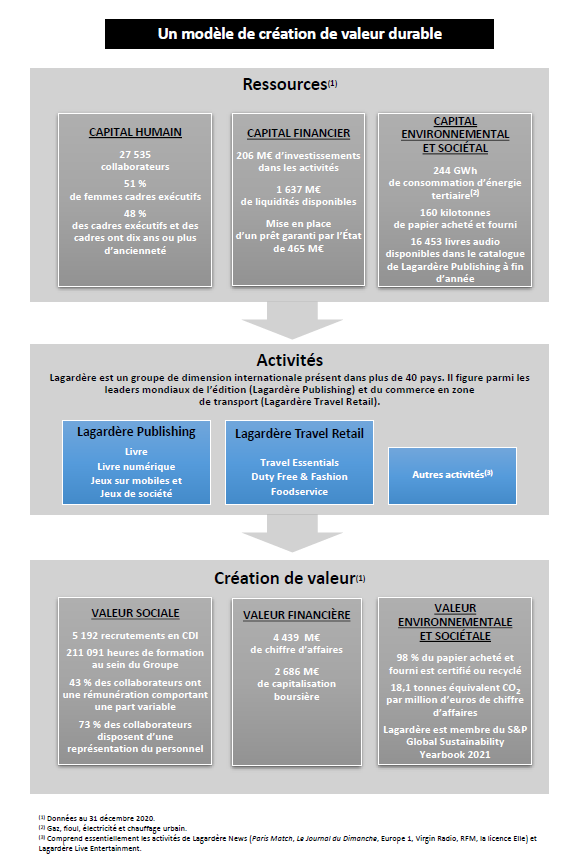 Un modèle de création de valeur durable
Ressources(1)
CAPITAL HUMAIN
27 535
collaborateurs
51 %
de femmes cadres exécutifs
48 %
des cadres exécutifs et des
cadres ont dix ans ou plus
d’ancienneté
CAPITAL FINANCIER
206 M€ d’investissements
dans les activités
1 637 M€
de liquidités disponibles
Mise en place
d’un prêt garanti par l’État
de 465 M€
CAPITAL
ENVIRONNEMENTAL
ET SOCIÉTAL
244 GWh
de consommation d’énergie
tertiaire(2)
160 kilotonnes
de papier acheté et fourni
16 453 livres audio
disponibles dans le catalogue
de Lagardère Publishing à fin
d’année
Activités
Lagardère est un groupe de dimension internationale présent dans plus de 40 pays. Il figure parmi les
leaders mondiaux de l’édition (Lagardère Publishing) et du commerce en zone
de transport (Lagardère Travel Retail).
Lagardère Publishing
Livre
Livre numérique
Jeux sur mobiles et
Jeux de société
Lagardère Travel Retail
Travel Essentials
Duty Free & Fashion
Foodservice
Autres activités(3)
Création de valeur(1)
VALEUR SOCIALE
5 192 recrutements en CDI
211 091 heures de formation
au sein du Groupe
43 % des collaborateurs ont
une rémunération comportant
une part variable
73 % des collaborateurs
disposent d’une
représentation du personnel
VALEUR FINANCIÈRE
4 439 M€
de chiffre d’affaires
2 686 M€
de capitalisation
boursière
VALEUR
ENVIRONNEMENTALE
ET SOCIÉTALE
98 % du papier acheté et
fourni est certifié ou recyclé
18,1 tonnes équivalent CO₂
par million d’euros de chiffre
d’affaires
Lagardère est membre du S&P
Global Sustainability
Yearbook 2021
(1) Données au 31 décembre 2020.
(2) Gaz, fioul, électricité et chauffage urbain.
(3) Comprend essentiellement les activités de Lagardère News (Paris Match, Le Journal du Dimanche, Europe 1, Virgin Radio, RFM, la licence Elle) et
Lagardère Live Entertainment.